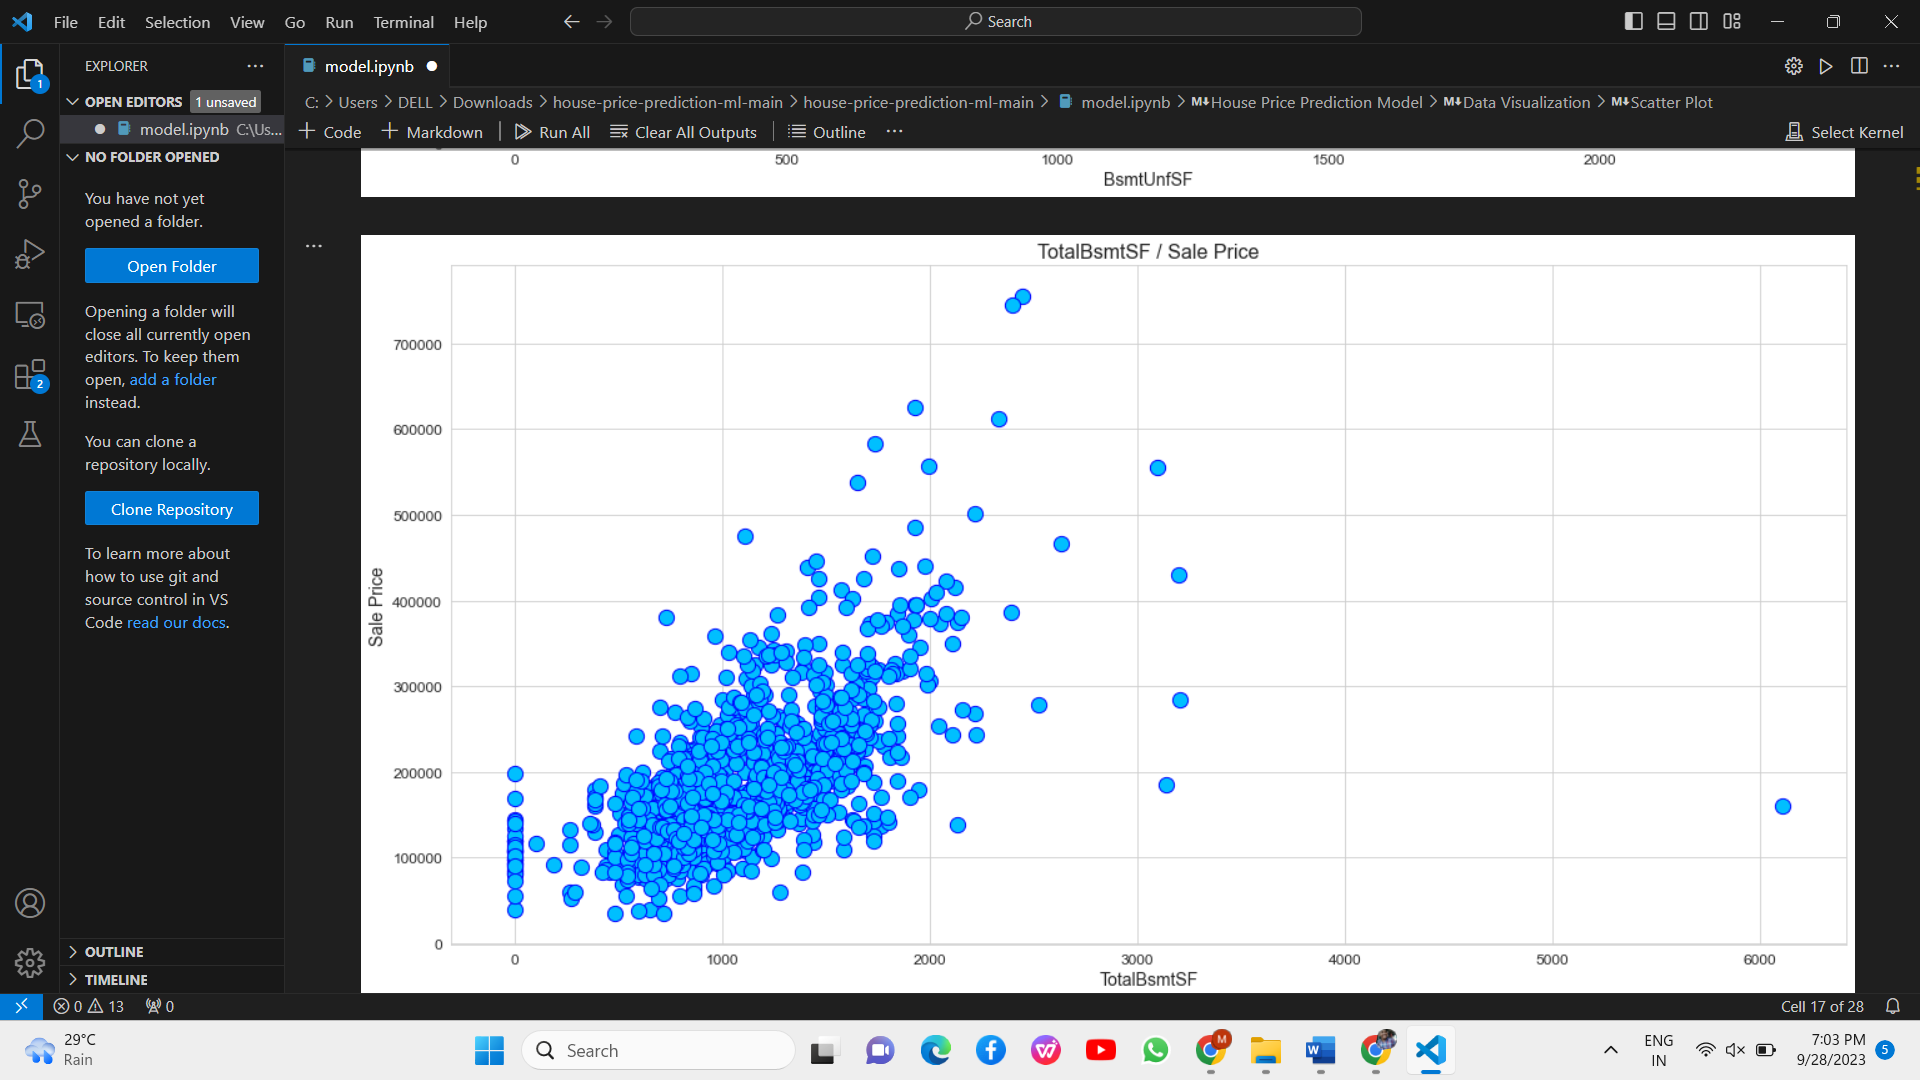 File Edit Selection View Go Run Terminal Help
Search
EXPLORER
model.ipynb
OPEN EDITORS 1 unsaved
model.ipynb C:\Us...
C: > Users > DELL > Downloads > house-price-prediction-ml-main > house-price-prediction-ml-main > model.ipynb > M↓House Price Prediction Model > M↓Data Visualization > M↓Scatter Plot
+ Code + Markdown | Run All Clear All Outputs | Outline ...
Select Kernel
NO FOLDER OPENED
You have not yet
opened a folder.
Open Folder
Opening a folder will
close all currently open
editors. To keep them
open, add a folder
instead.
You can clone a
repository locally.
Clone Repository
To learn more about
how to use git and
source control in VS
Code read our docs.
OUTLINE
TIMELINE
1
2
0 500 1000 1500 2000
BsmtUnfSF
...
TotalBsmtSF / Sale Price
700000
600000
500000
400000
300000
200000
100000
0
Sale Price
0 1000 2000 3000 4000 5000 6000
TotalBsmtSF
0 13 0
Cell 17 of 28
29°C
Rain
Search
M
W
ENG
IN
7:03 PM
9/28/2023
5